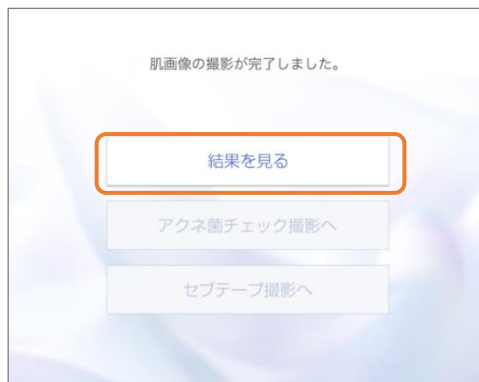 肌画像の撮影が完了しました。
結果を見る
アクネ菌チェック撮影へ
セブテープ撮影へ